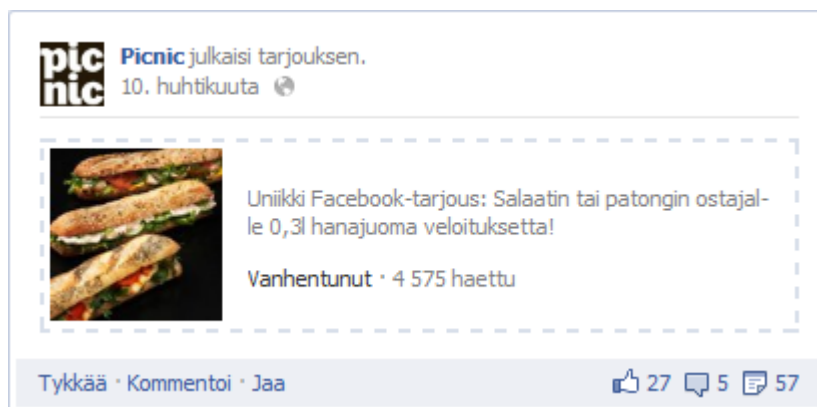 pic
nic
Picnic julkaisi tarjouksen.
10. huhtikuuta
Uniikki Facebook-tarjous: Salaatin tai patongin ostajal-
le 0,3l hanajuoma veloituksetta!
Vanhentunut · 4 575 haettu
Tykkää · Kommentoi · Jaa
27 5 57